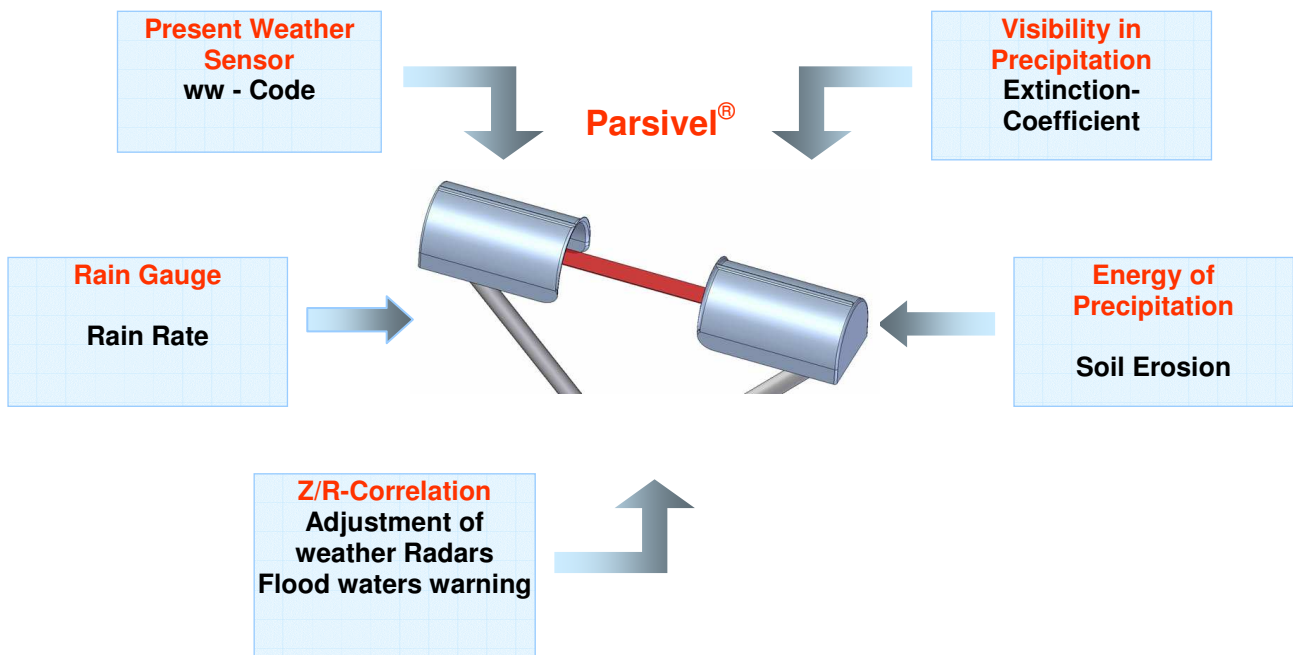 Present Weather
Sensor
ww - Code
Parsivel®
Visibility in
Precipitation
Extinction-
Coefficient
Rain Gauge
Rain Rate
Energy of
Precipitation
Soil Erosion
Z/R-Correlation
Adjustment of
weather Radars
Flood waters warning